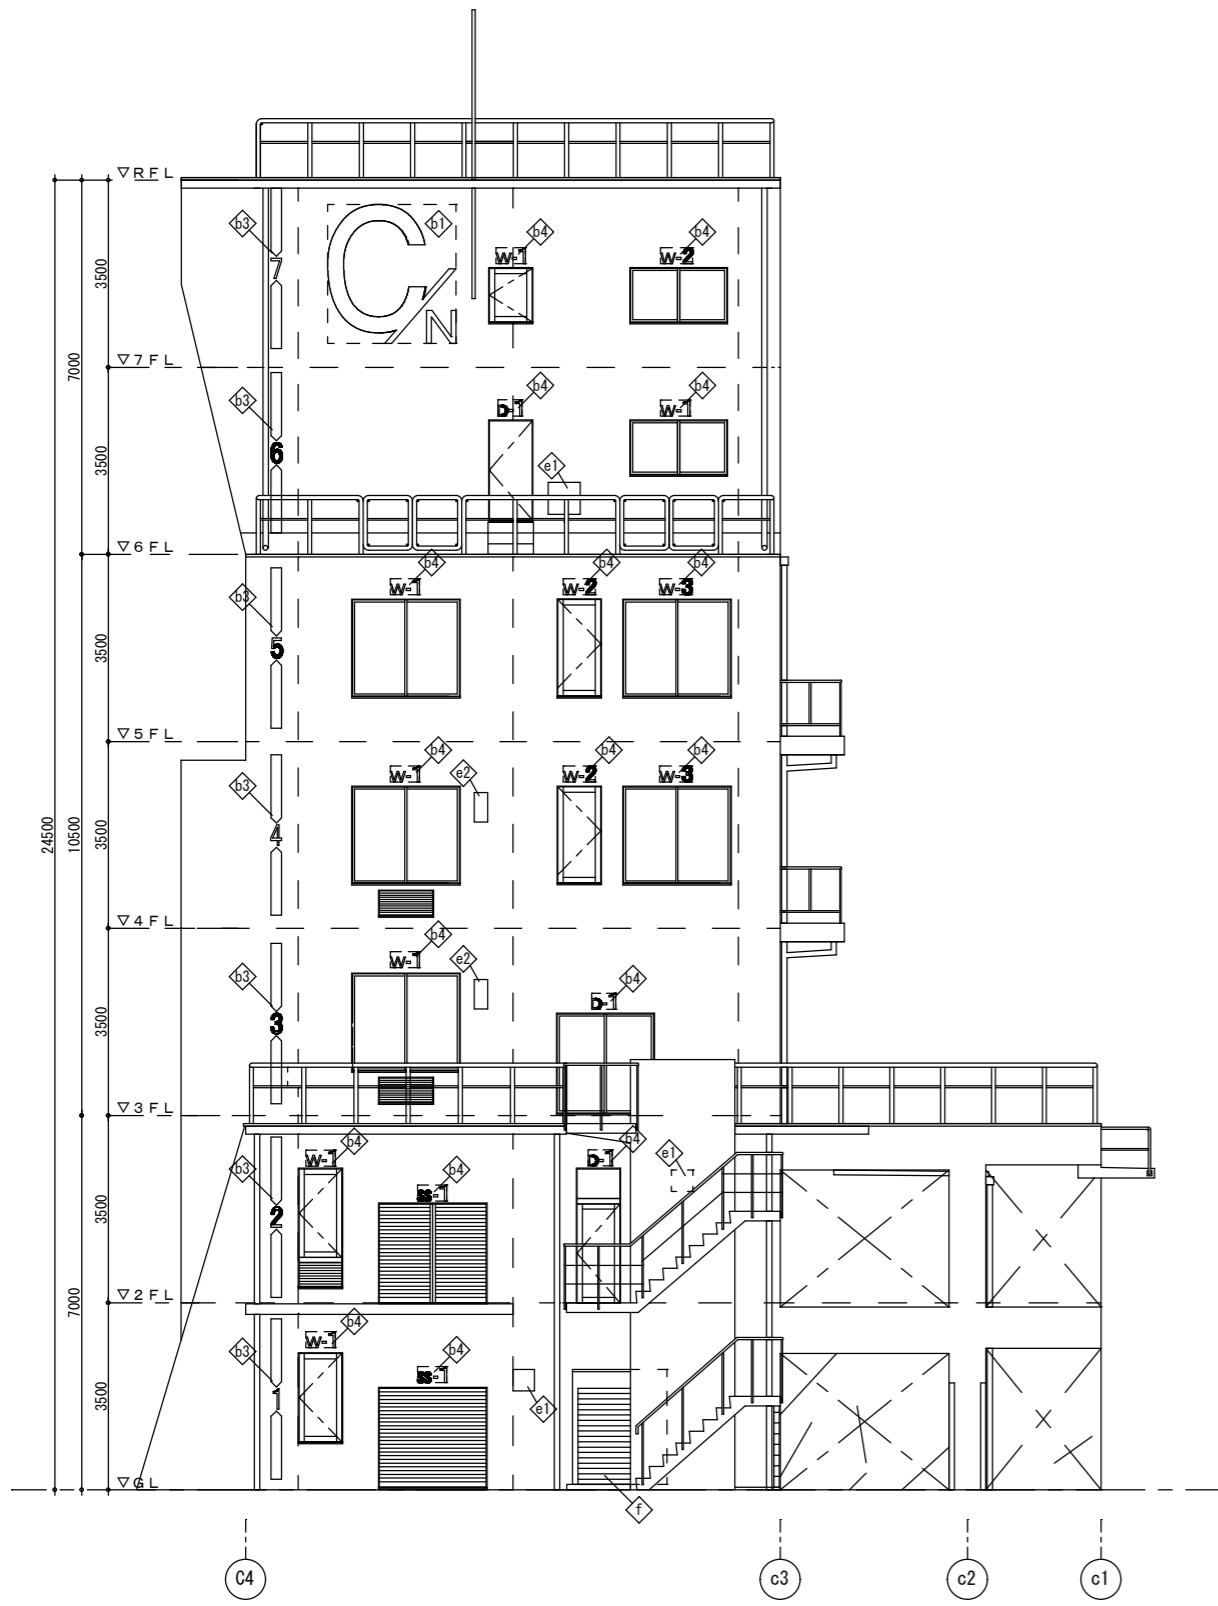 ▽RFL
b3
b1
C
N
7
W-1
b4
W-2
b4
3500
▽7FL
7000
b3
D-1
b4
W-1
b4
6
e1
3500
▽6FL
b3
W-1
b4
W-2
b4
W-3
b4
5
3500
▽5FL
b3
W-1
b4
e2
W-2
b4
W-3
b4
4
24500
10500
3500
▽4FL
b3
W-1
b4
e2
D-1
b4
3
3500
▽3FL
b3
W-1
b4
SS-1
b4
D-1
b4
e1
2
3500
▽2FL
7000
b3
W-1
b4
SS-1
b4
1
e1
3500
▽GL
f
C4
c3
c2
c1